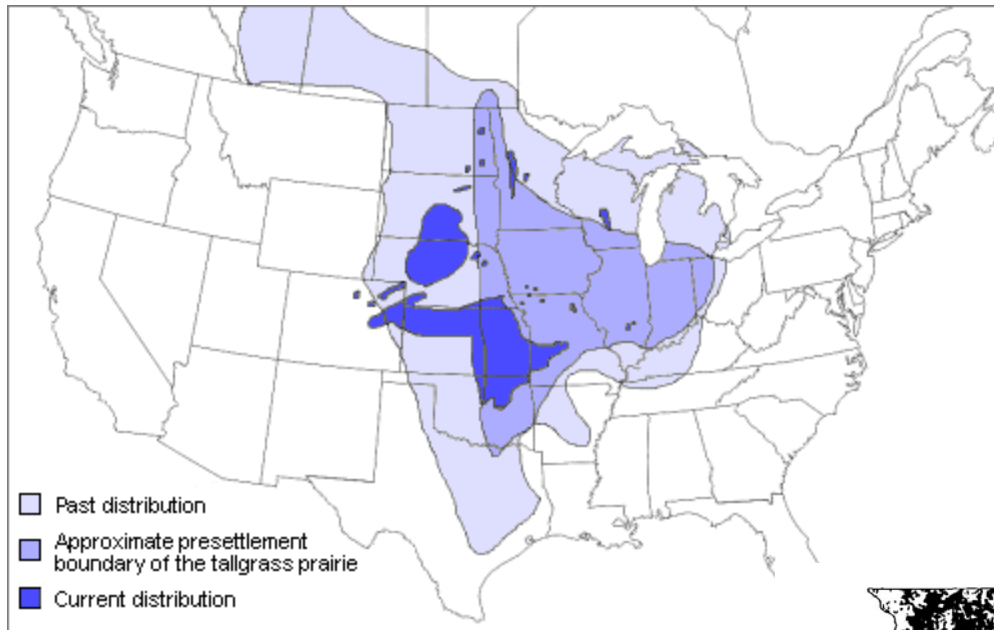 Past distribution
Approximate presettlement
boundary of the tallgrass prairie
Current distribution